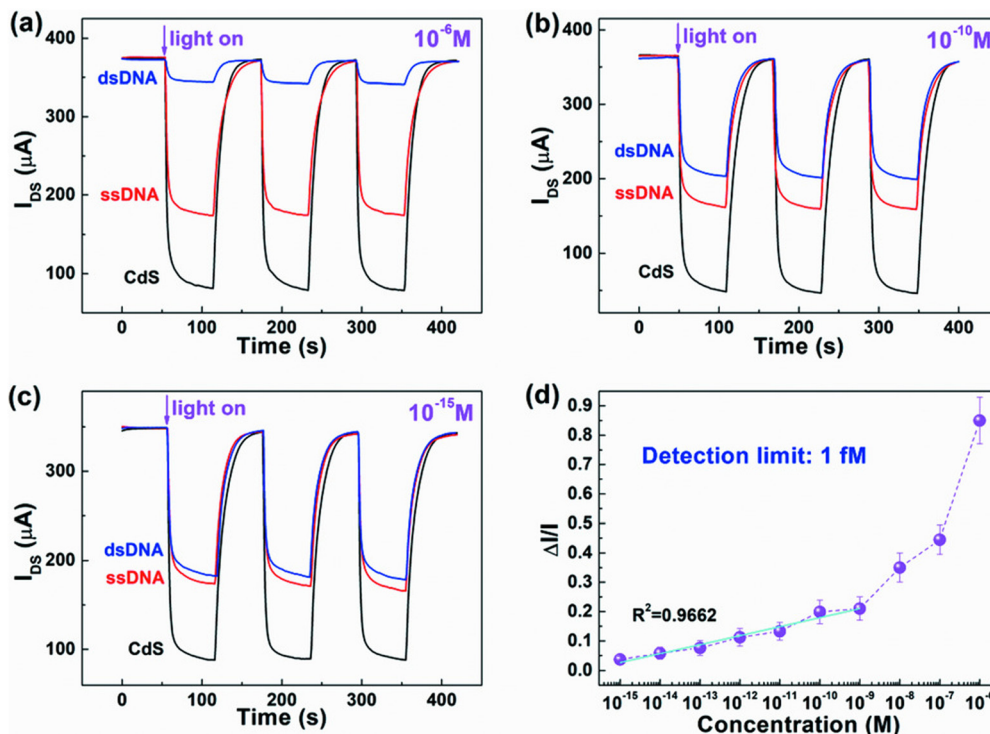 (a)
light on
10⁻⁶M
400
300
200
100
dsDNA
ssDNA
CdS
I_DS (μA)
0 100 200 300 400
Time (s)
(b)
light on
10⁻¹⁰M
400
300
200
100
dsDNA
ssDNA
CdS
I_DS (μA)
0 100 200 300 400
Time (s)
(c)
light on
10⁻¹⁵M
300
200
100
dsDNA
ssDNA
CdS
I_DS (μA)
0 100 200 300 400
Time (s)
(d)
0.9
0.8
0.7
0.6
0.5
0.4
0.3
0.2
0.1
0.0
ΔI/I
Detection limit: 1 fM
R²=0.9662
10⁻¹⁵ 10⁻¹⁴ 10⁻¹³ 10⁻¹² 10⁻¹¹ 10⁻¹⁰ 10⁻⁹ 10⁻⁸ 10⁻⁷ 10⁻⁶
Concentration (M)